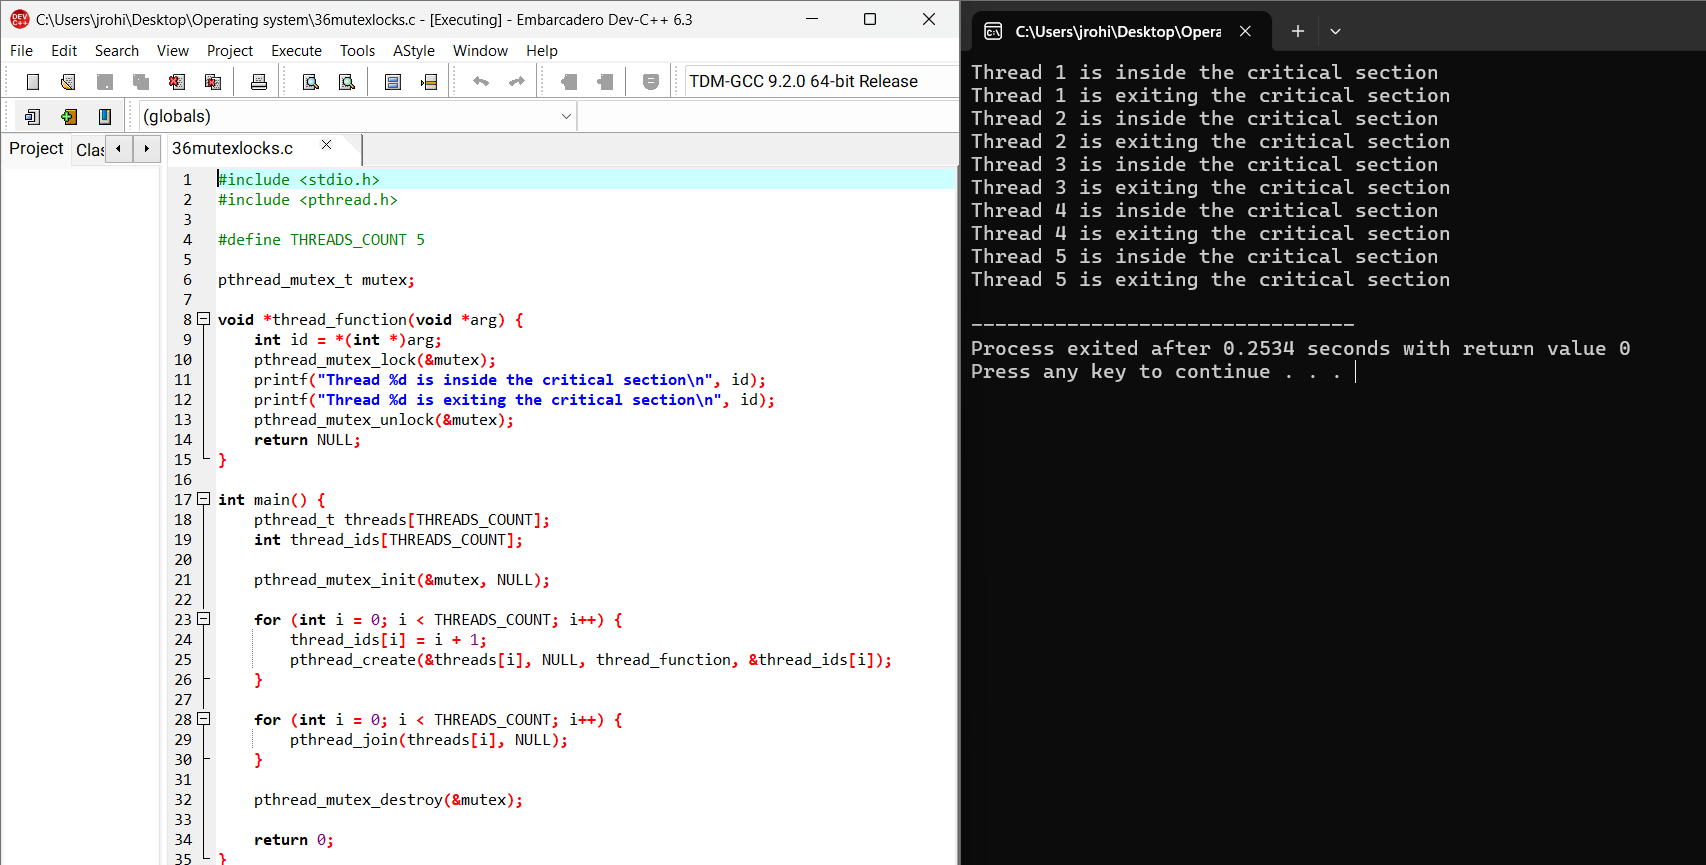 C:\Users\jrohi\Desktop\Operating system\36mutexlocks.c - [Executing] - Embarcadero Dev-C++ 6.3
File Edit Search View Project Execute Tools AStyle Window Help
TDM-GCC 9.2.0 64-bit Release
(globals)
Project Clas 36mutexlocks.c
1 #include <stdio.h>
2 #include <pthread.h>
3
4 #define THREADS_COUNT 5
5
6 pthread_mutex_t mutex;
7
8 void *thread_function(void *arg) {
9 int id = *(int *)arg;
10 pthread_mutex_lock(&mutex);
11 printf("Thread %d is inside the critical section\n", id);
12 printf("Thread %d is exiting the critical section\n", id);
13 pthread_mutex_unlock(&mutex);
14 return NULL;
15 }
16
17 int main() {
18 pthread_t threads[THREADS_COUNT];
19 int thread_ids[THREADS_COUNT];
20
21 pthread_mutex_init(&mutex, NULL);
22
23 for (int i = 0; i < THREADS_COUNT; i++) {
24 thread_ids[i] = i + 1;
25 pthread_create(&threads[i], NULL, thread_function, &thread_ids[i]);
26 }
27
28 for (int i = 0; i < THREADS_COUNT; i++) {
29 pthread_join(threads[i], NULL);
30 }
31
32 pthread_mutex_destroy(&mutex);
33
34 return 0;
35 }
C:\Users\jrohi\Desktop\Opera
Thread 1 is inside the critical section
Thread 1 is exiting the critical section
Thread 2 is inside the critical section
Thread 2 is exiting the critical section
Thread 3 is inside the critical section
Thread 3 is exiting the critical section
Thread 4 is inside the critical section
Thread 4 is exiting the critical section
Thread 5 is inside the critical section
Thread 5 is exiting the critical section
--------------------------------
Process exited after 0.2534 seconds with return value 0
Press any key to continue . . .